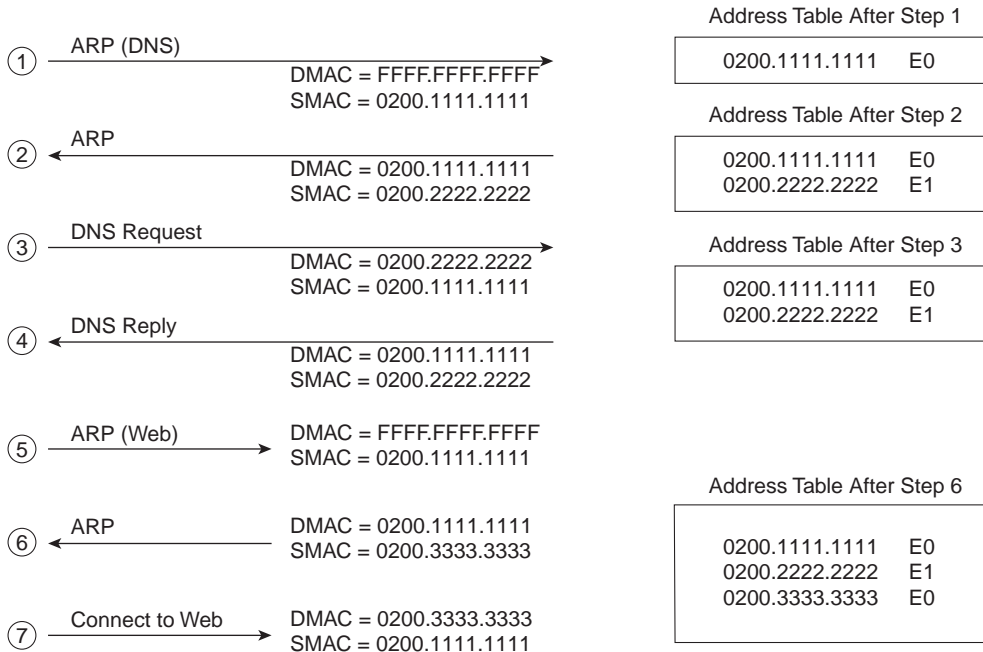 Address Table After Step 1
1 ARP (DNS)
DMAC = FFFF.FFFF.FFFF
SMAC = 0200.1111.1111
0200.1111.1111 E0
Address Table After Step 2
2 ARP
DMAC = 0200.1111.1111
SMAC = 0200.2222.2222
0200.1111.1111 E0
0200.2222.2222 E1
3 DNS Request
DMAC = 0200.2222.2222
SMAC = 0200.1111.1111
Address Table After Step 3
0200.1111.1111 E0
0200.2222.2222 E1
4 DNS Reply
DMAC = 0200.1111.1111
SMAC = 0200.2222.2222
5 ARP (Web)
DMAC = FFFF.FFFF.FFFF
SMAC = 0200.1111.1111
Address Table After Step 6
6 ARP
DMAC = 0200.1111.1111
SMAC = 0200.3333.3333
0200.1111.1111 E0
0200.2222.2222 E1
0200.3333.3333 E0
7 Connect to Web
DMAC = 0200.3333.3333
SMAC = 0200.1111.1111